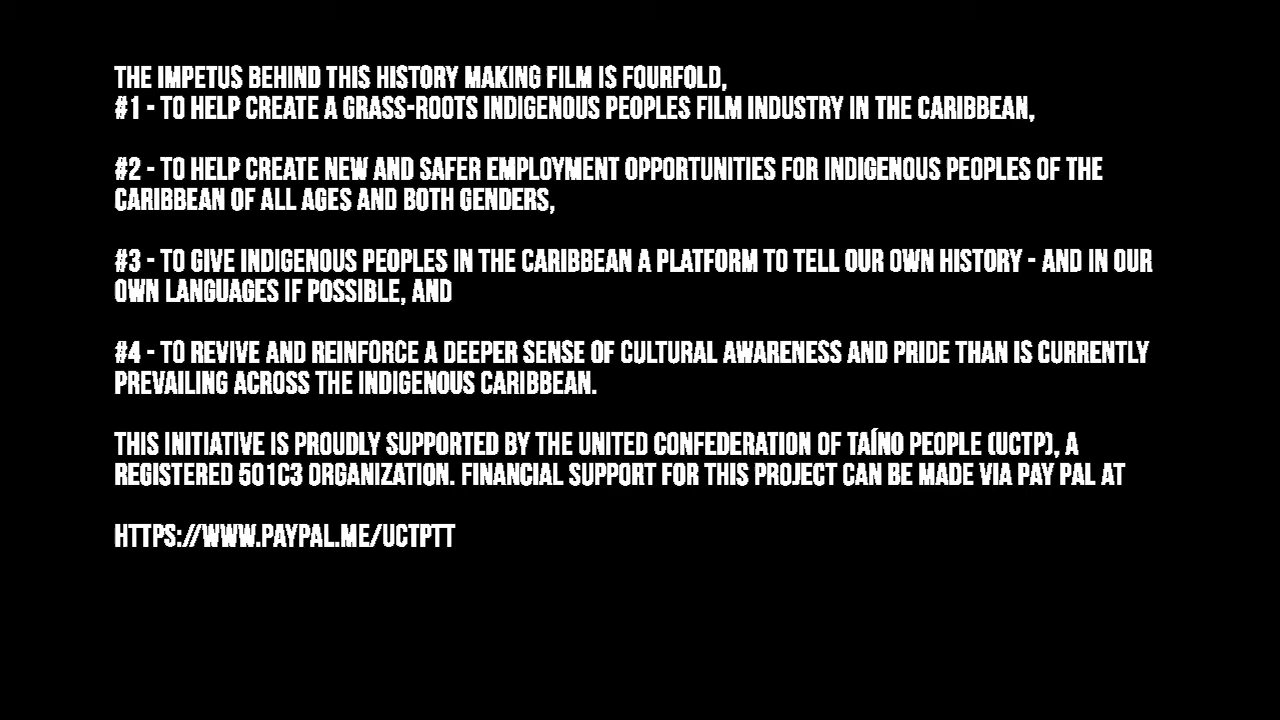 THE IMPETUS BEHIND THIS HISTORY MAKING FILM IS FOURFOLD,
#1 - TO HELP CREATE A GRASS-ROOTS INDIGENOUS PEOPLES FILM INDUSTRY IN THE CARIBBEAN,
#2 - TO HELP CREATE NEW AND SAFER EMPLOYMENT OPPORTUNITIES FOR INDIGENOUS PEOPLES OF THE
CARIBBEAN OF ALL AGES AND BOTH GENDERS,
#3 - TO GIVE INDIGENOUS PEOPLES IN THE CARIBBEAN A PLATFORM TO TELL OUR OWN HISTORY - AND IN OUR
OWN LANGUAGES IF POSSIBLE, AND
#4 - TO REVIVE AND REINFORCE A DEEPER SENSE OF CULTURAL AWARENESS AND PRIDE THAN IS CURRENTLY
PREVAILING ACROSS THE INDIGENOUS CARIBBEAN.
THIS INITIATIVE IS PROUDLY SUPPORTED BY THE UNITED CONFEDERATION OF TAÍNO PEOPLE (UCTP), A
REGISTERED 501C3 ORGANIZATION. FINANCIAL SUPPORT FOR THIS PROJECT CAN BE MADE VIA PAY PAL AT
HTTPS://WWW.PAYPAL.ME/UCTPTT